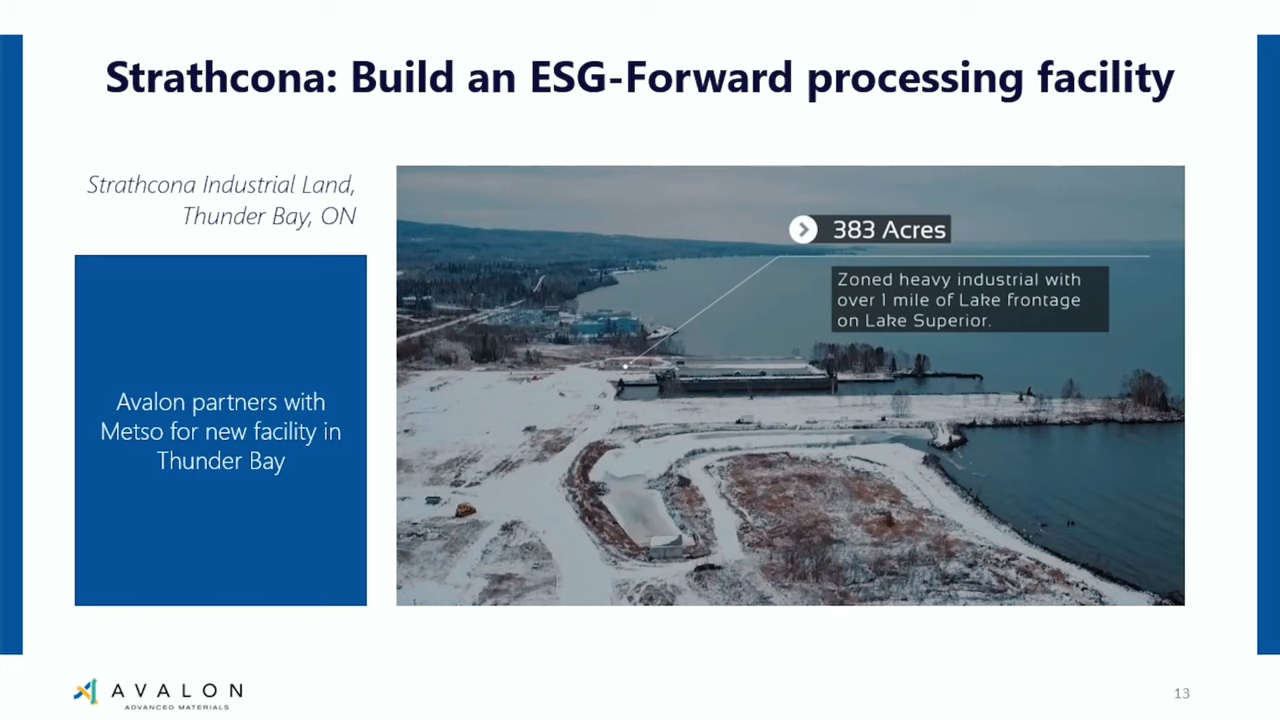 Strathcona: Build an ESG-Forward processing facility
Strathcona Industrial Land,
Thunder Bay, ON
Avalon partners with
Metso for new facility in
Thunder Bay
383 Acres
Zoned heavy industrial with
over 1 mile of Lake frontage
on Lake Superior.
AVALON
ADVANCED MATERIALS
13